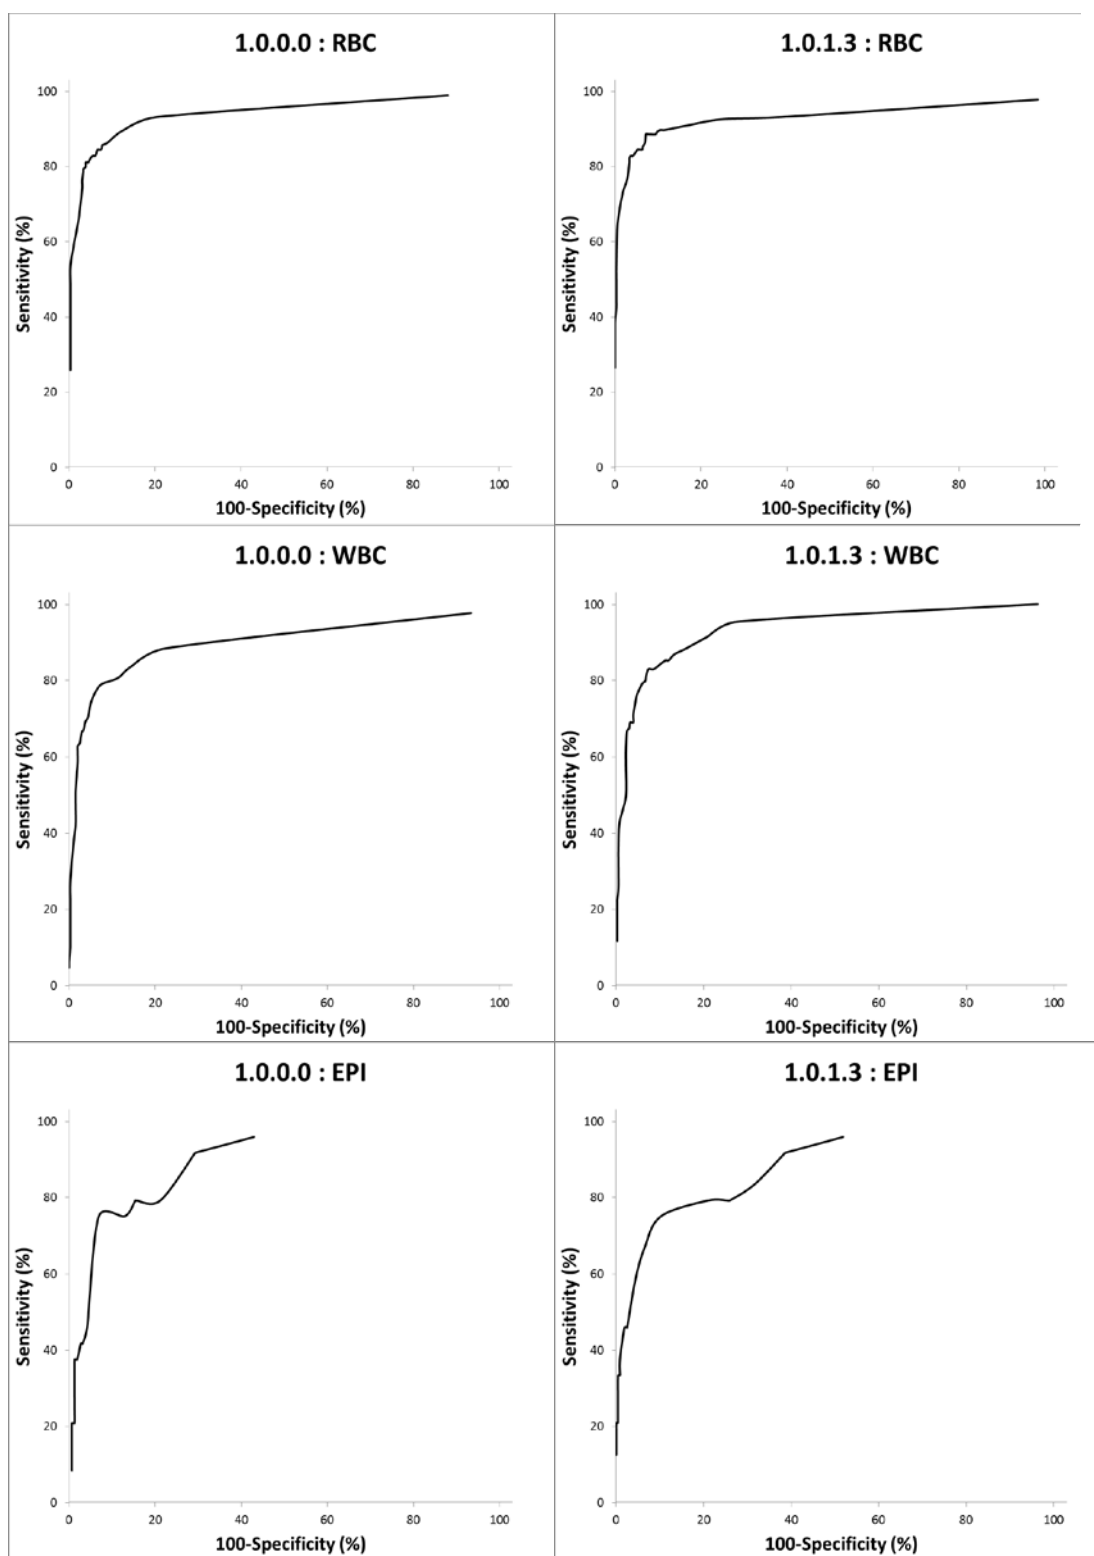 1.0.0.0 : RBC
Sensitivity (%)
100
80
60
40
20
0
0 20 40 60 80 100
100-Specificity (%)
1.0.1.3 : RBC
Sensitivity (%)
100
80
60
40
20
0
0 20 40 60 80 100
100-Specificity (%)
1.0.0.0 : WBC
Sensitivity (%)
100
80
60
40
20
0
0 20 40 60 80 100
100-Specificity (%)
1.0.1.3 : WBC
Sensitivity (%)
100
80
60
40
20
0
0 20 40 60 80 100
100-Specificity (%)
1.0.0.0 : EPI
Sensitivity (%)
100
80
60
40
20
0
0 20 40 60 80 100
100-Specificity (%)
1.0.1.3 : EPI
Sensitivity (%)
100
80
60
40
20
0
0 20 40 60 80 100
100-Specificity (%)